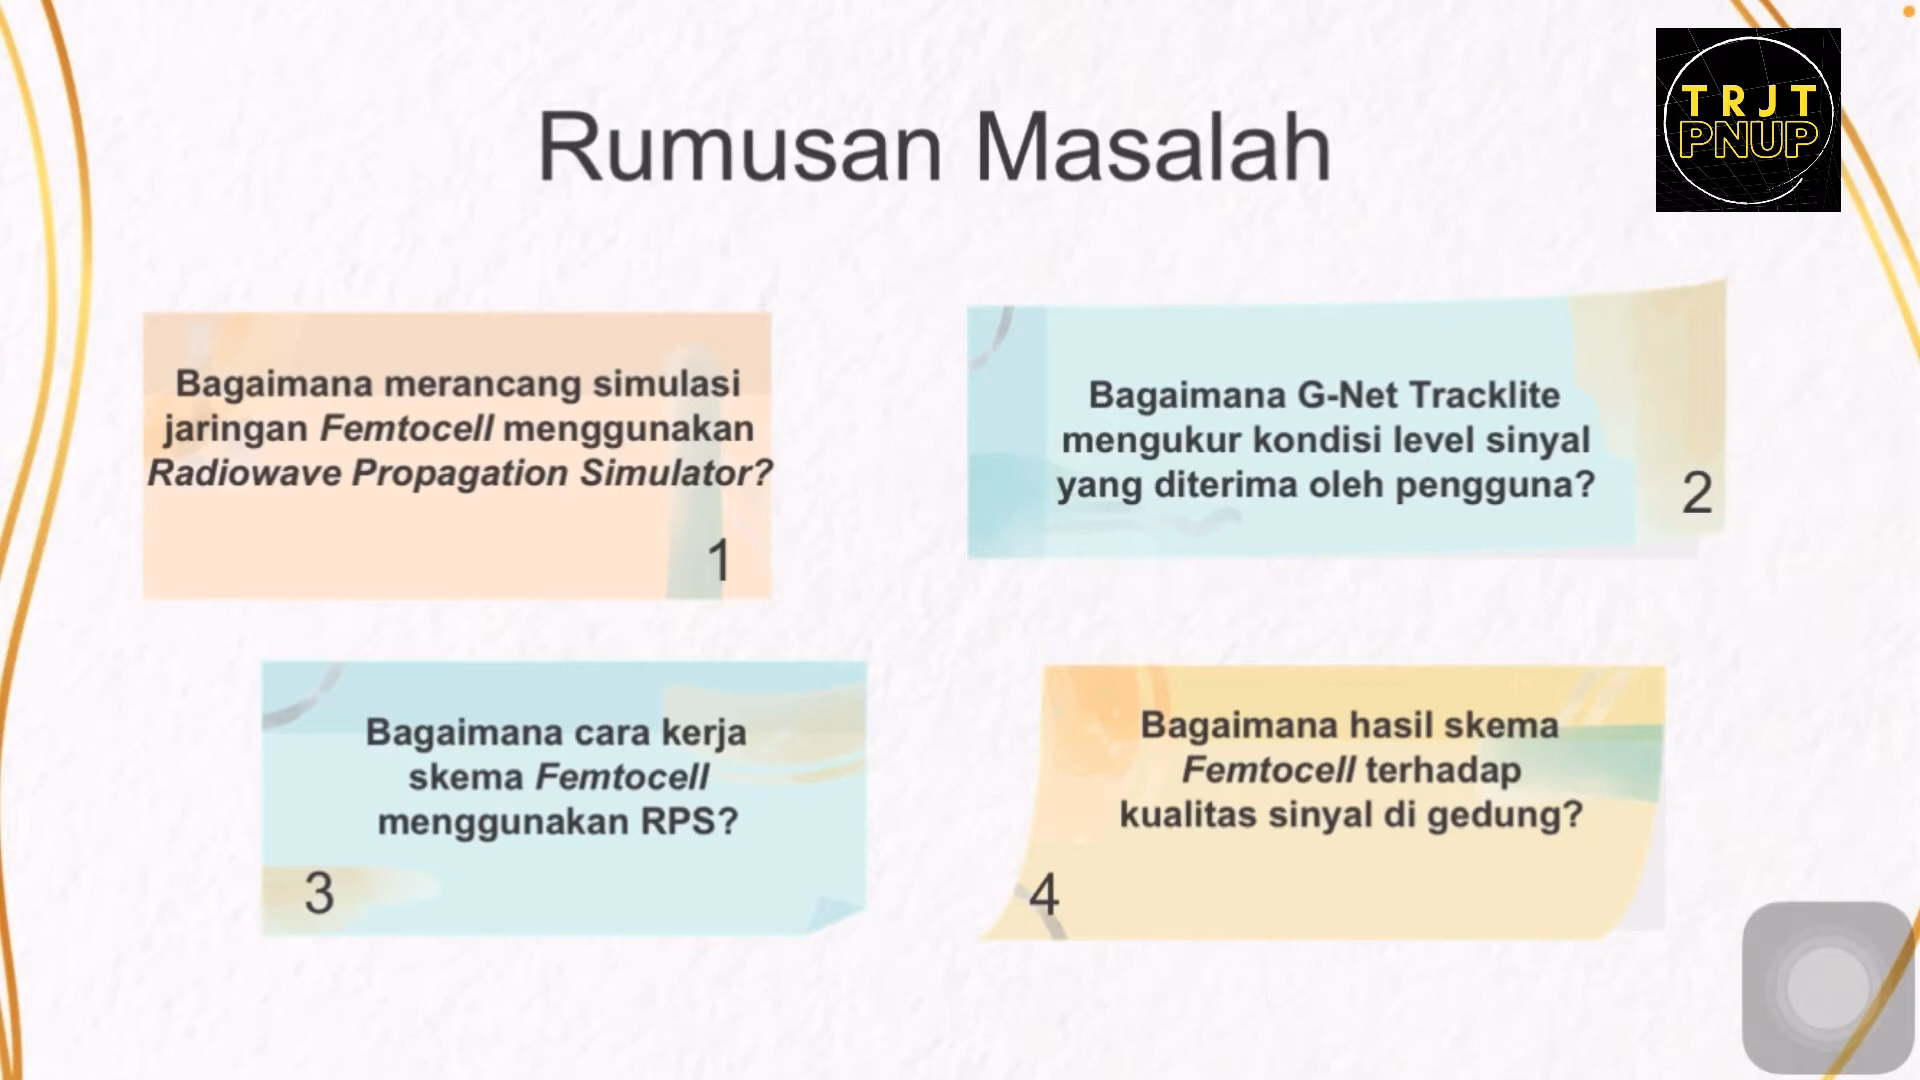 Rumusan Masalah
TRJT
PNUP
Bagaimana merancang simulasi
jaringan Femtocell menggunakan
Radiowave Propagation Simulator?
1
Bagaimana G-Net Tracklite
mengukur kondisi level sinyal
yang diterima oleh pengguna?
2
Bagaimana cara kerja
skema Femtocell
menggunakan RPS?
3
Bagaimana hasil skema
Femtocell terhadap
kualitas sinyal di gedung?
4